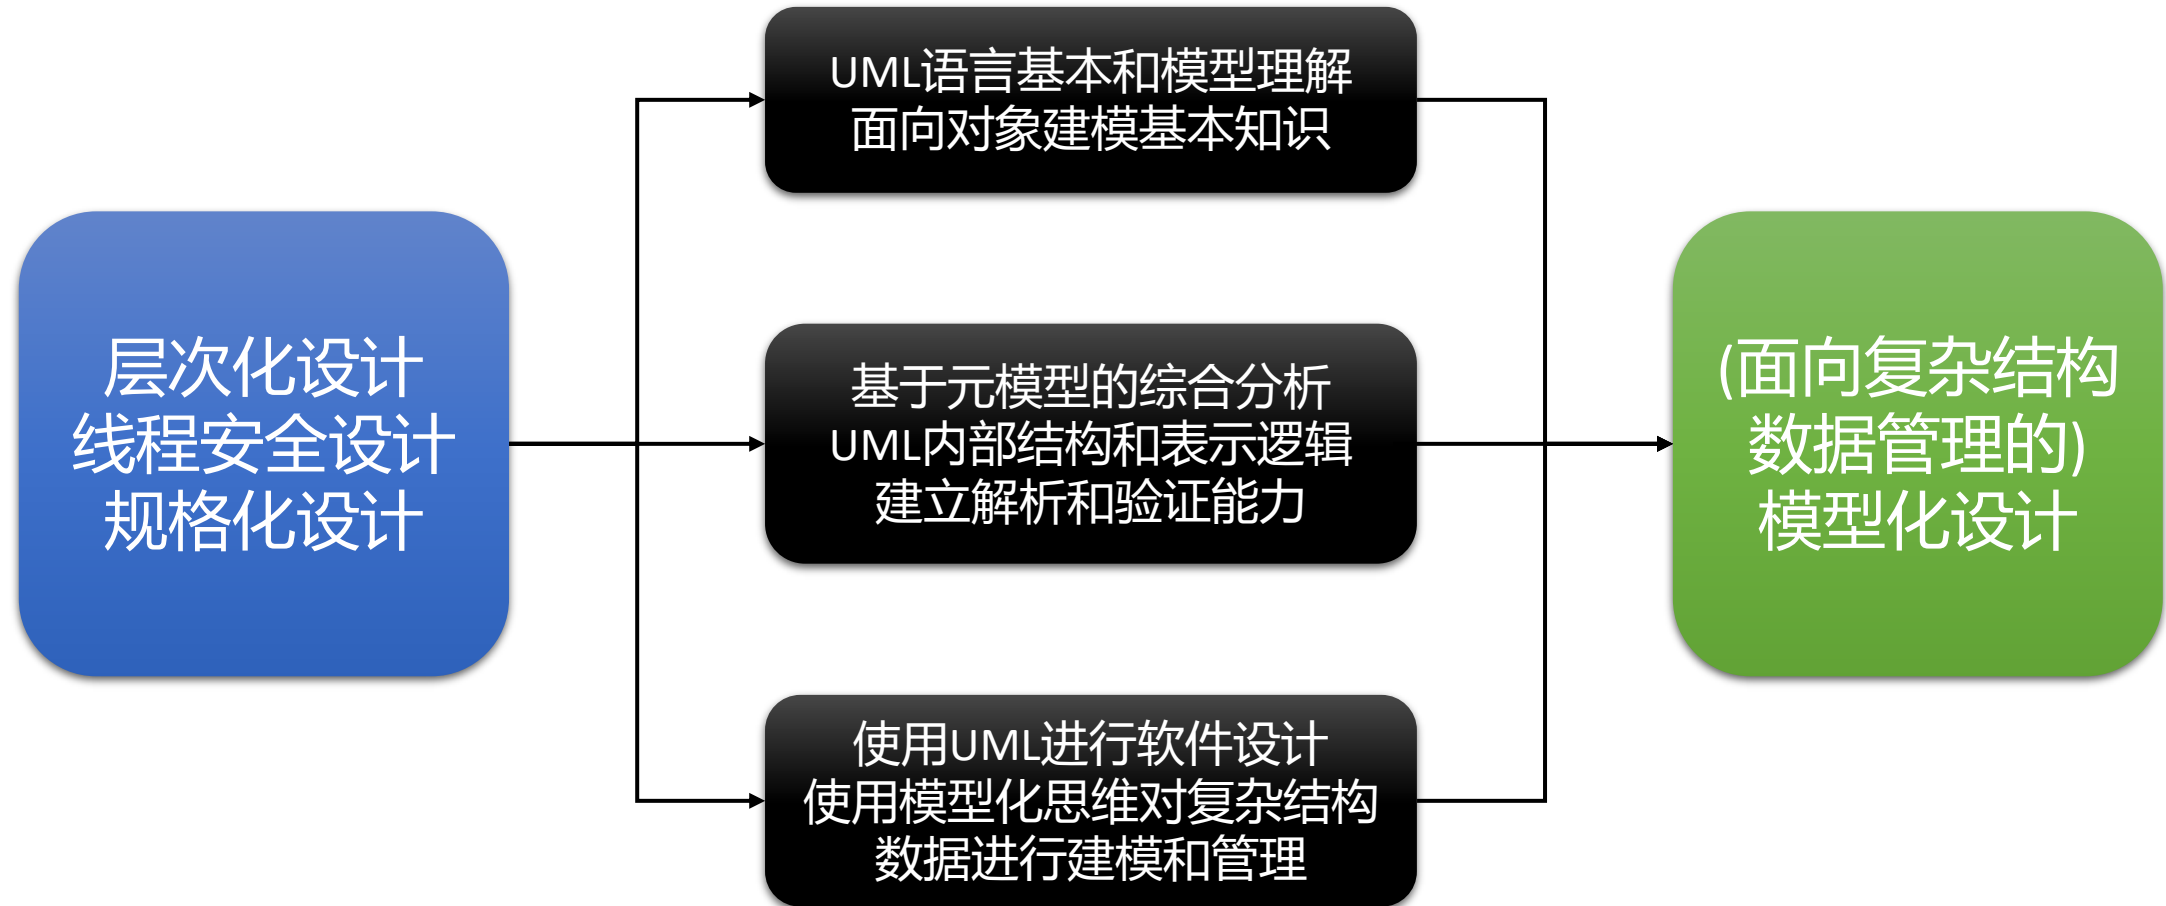 层次化设计
线程安全设计
规格化设计
UML语言基本和模型理解
面向对象建模基本知识
基于元模型的综合分析
UML内部结构和表示逻辑
建立解析和验证能力
使用UML进行软件设计
使用模型化思维对复杂结构
数据进行建模和管理
(面向复杂结构
数据管理的)
模型化设计